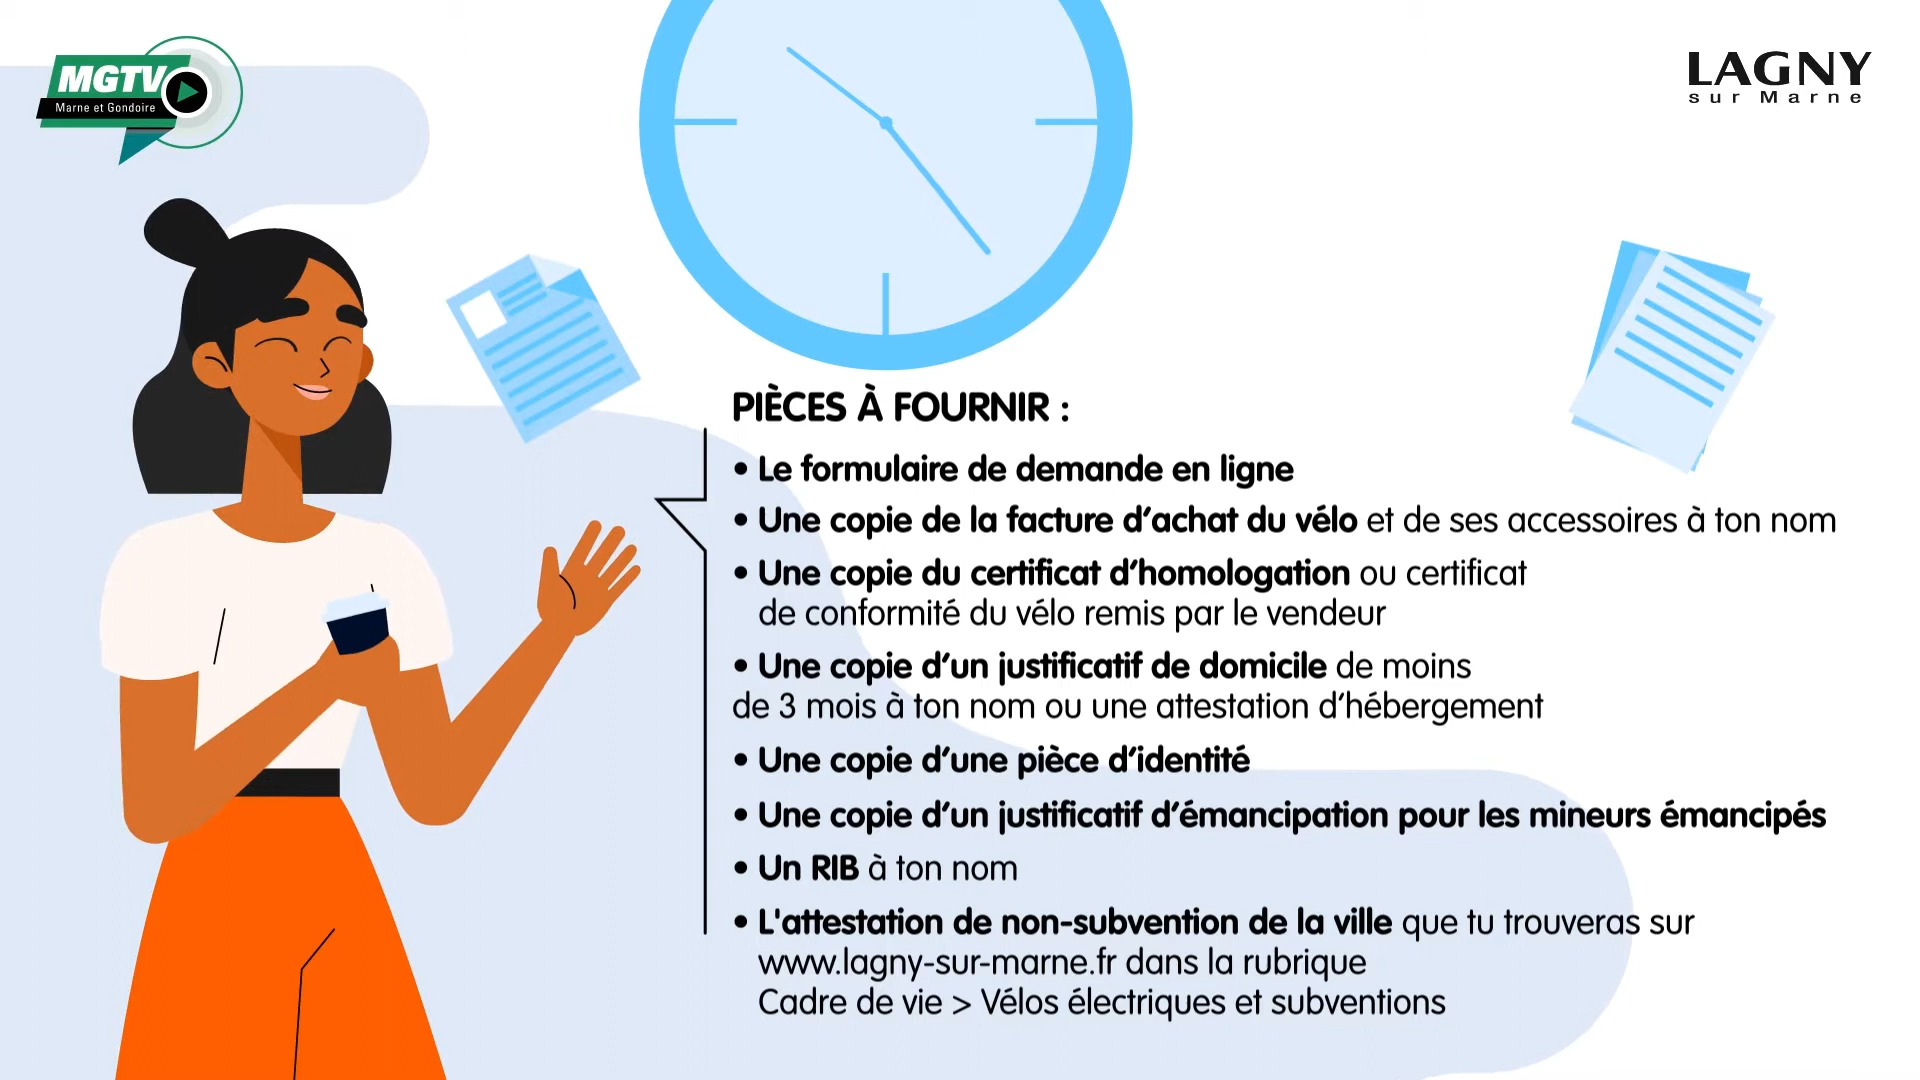 MGTV
Marne et Gondoire
LAGNY
sur Marne
PIÈCES À FOURNIR :
• Le formulaire de demande en ligne
• Une copie de la facture d’achat du vélo et de ses accessoires à ton nom
• Une copie du certificat d’homologation ou certificat
de conformité du vélo remis par le vendeur
• Une copie d’un justificatif de domicile de moins
de 3 mois à ton nom ou une attestation d’hébergement
• Une copie d’une pièce d’identité
• Une copie d’un justificatif d’émancipation pour les mineurs émancipés
• Un RIB à ton nom
• L'attestation de non-subvention de la ville que tu trouveras sur
www.lagny-sur-marne.fr dans la rubrique
Cadre de vie > Vélos électriques et subventions